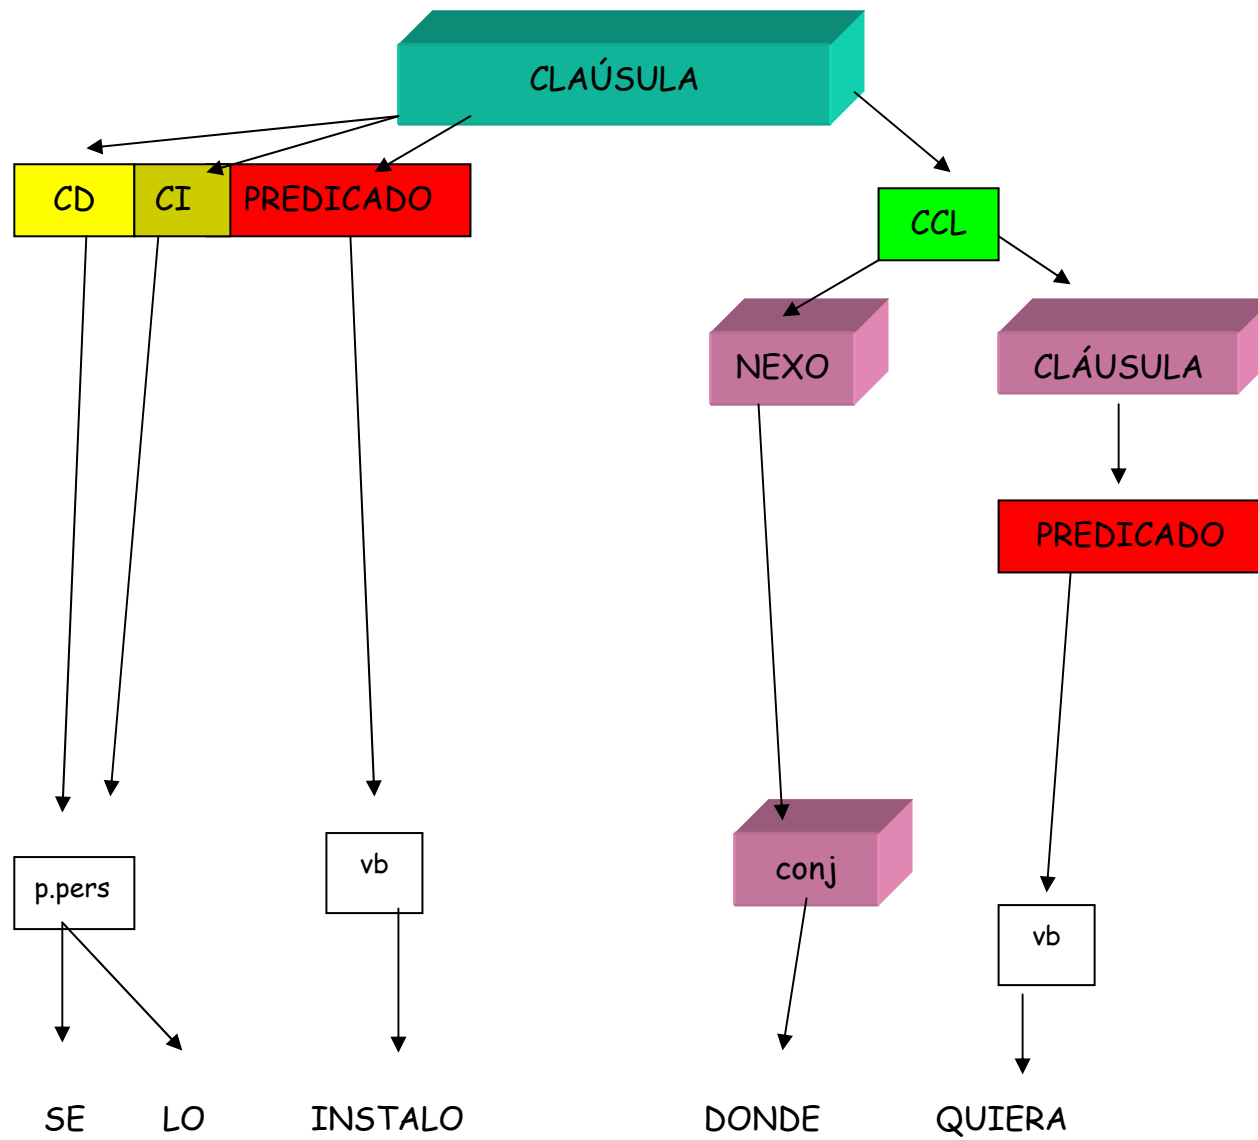 CLAÚSULA
CD CI PREDICADO
CCL
NEXO CLÁUSULA
PREDICADO
p.pers vb conj vb
SE LO INSTALO DONDE QUIERA